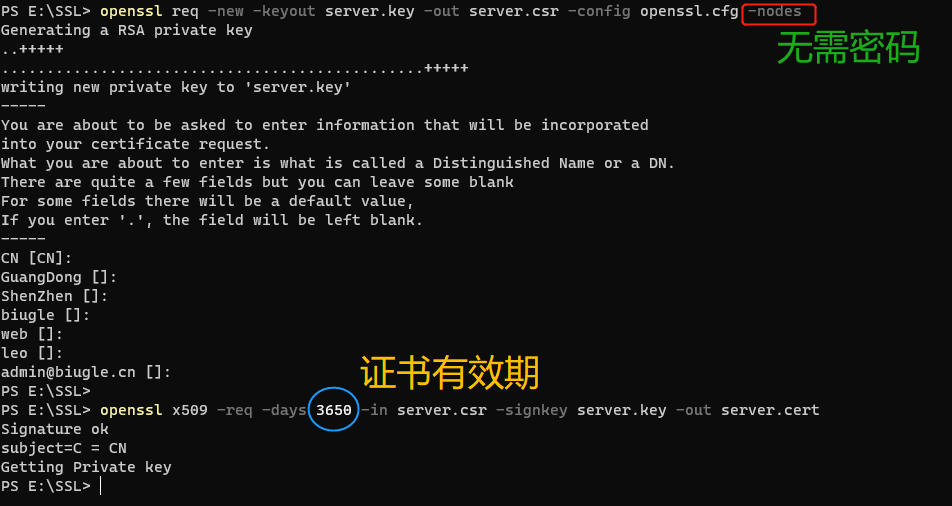 PS E:\SSL> openssl req -new -keyout server.key -out server.csr -config openssl.cfg -nodes
Generating a RSA private key
无需密码
..+++++
...............................................+++++
writing new private key to 'server.key'
-----
You are about to be asked to enter information that will be incorporated
into your certificate request.
What you are about to enter is what is called a Distinguished Name or a DN.
There are quite a few fields but you can leave some blank
For some fields there will be a default value,
If you enter '.', the field will be left blank.
-----
CN [CN]:
GuangDong []:
ShenZhen []:
biugle []:
web []:
leo []:
admin@biugle.cn []:
证书有效期
PS E:\SSL>
PS E:\SSL> openssl x509 -req -days 3650 -in server.csr -signkey server.key -out server.cert
Signature ok
subject=C = CN
Getting Private key
PS E:\SSL>